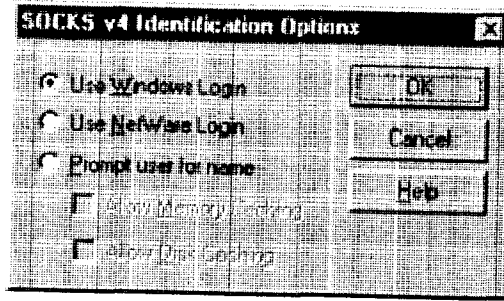 SOCKS v4 Identification Options
Use Windows Login
OK
Use NetWare Login
Cancel
Prompt user for name
Help
Allow Memory Caching
Allow Disk Caching